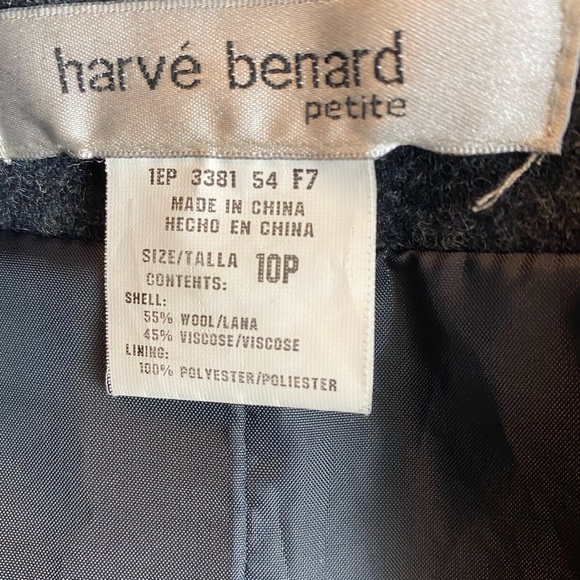 harvé benard
petite
1EP 3381 54 F7
MADE IN CHINA
HECHO EN CHINA
SIZE/TALLA 10P
CONTENTS:
SHELL:
55% WOOL/LANA
45% VISCOSE/VISCOSE
LINING:
100% POLYESTER/POLIESTER